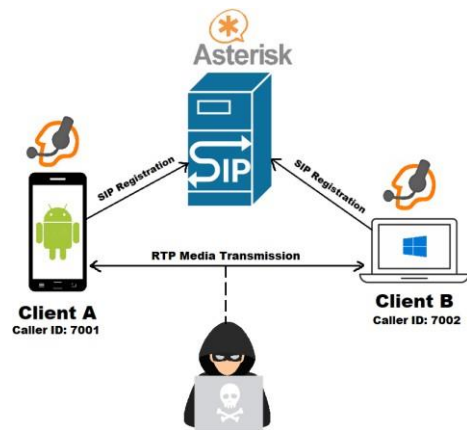 Asterisk
SIP
SIP Registration
SIP Registration
RTP Media Transmission
Client A
Caller ID: 7001
Client B
Caller ID: 7002